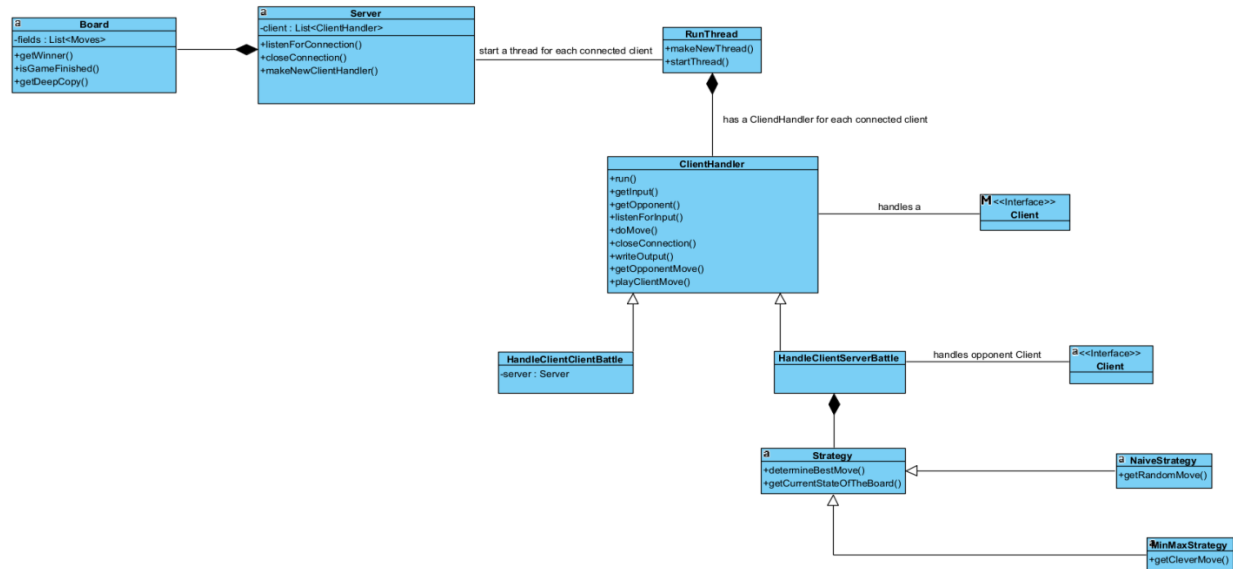 a
Board
-fields : List<Moves>
+getWinner()
+isGameFinished()
+getDeepCopy()
a
Server
-client : List<ClientHandler>
+listenForConnection()
+closeConnection()
+makeNewClientHandler()
start a thread for each connected client
RunThread
+makeNewThread()
+startThread()
has a CliendHandler for each connected client
ClientHandler
+run()
+getInput()
+getOpponent()
+listenForInput()
+doMove()
+closeConnection()
+writeOutput()
+getOpponentMove()
+playClientMove()
handles a
M <<Interface>>
Client
HandleClientClientBattle
-server : Server
HandleClientServerBattle
handles opponent Client
a <<Interface>>
Client
a
Strategy
+determineBestMove()
+getCurrentStateOfTheBoard()
a
NaiveStrategy
+getRandomMove()
a
MinMaxStrategy
+getCleverMove()